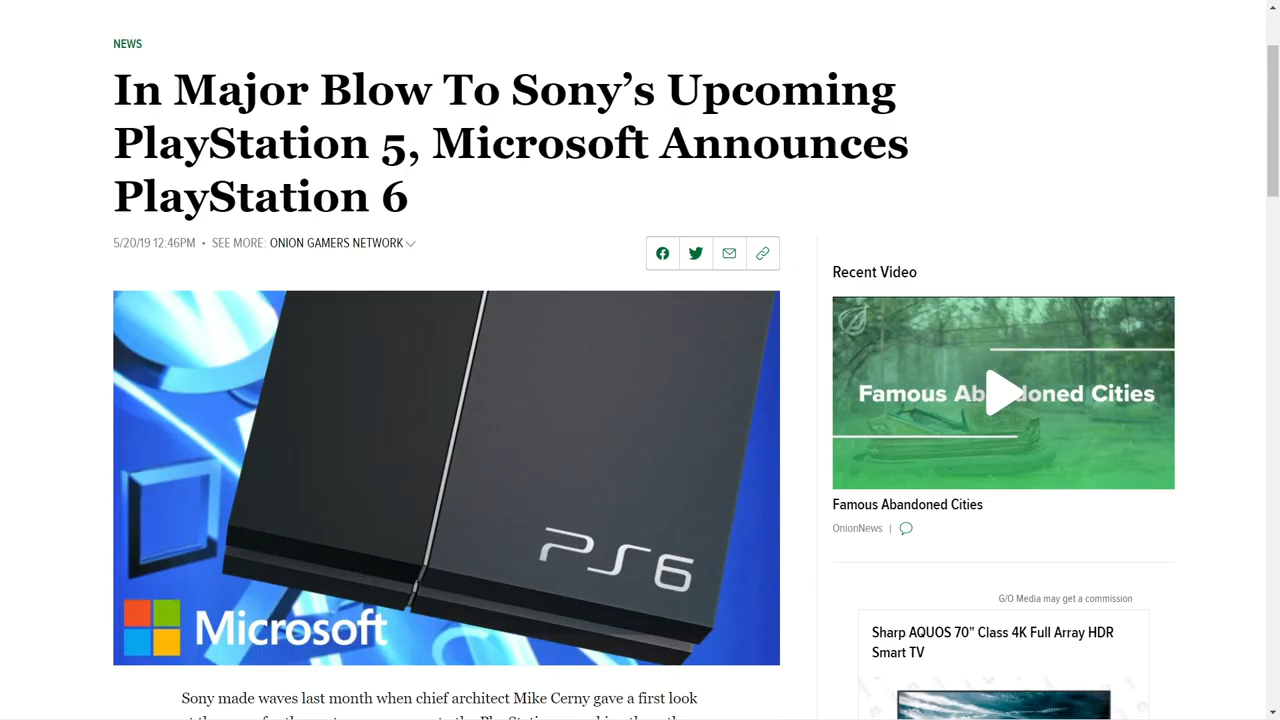 NEWS
In Major Blow To Sony’s Upcoming
PlayStation 5, Microsoft Announces
PlayStation 6
5/20/19 12:46PM • SEE MORE: ONION GAMERS NETWORK
PS6
Microsoft
Sony made waves last month when chief architect Mike Cerny gave a first look
Recent Video
Famous Abandoned Cities
Famous Abandoned Cities
OnionNews |
G/O Media may get a commission
Sharp AQUOS 70" Class 4K Full Array HDR
Smart TV